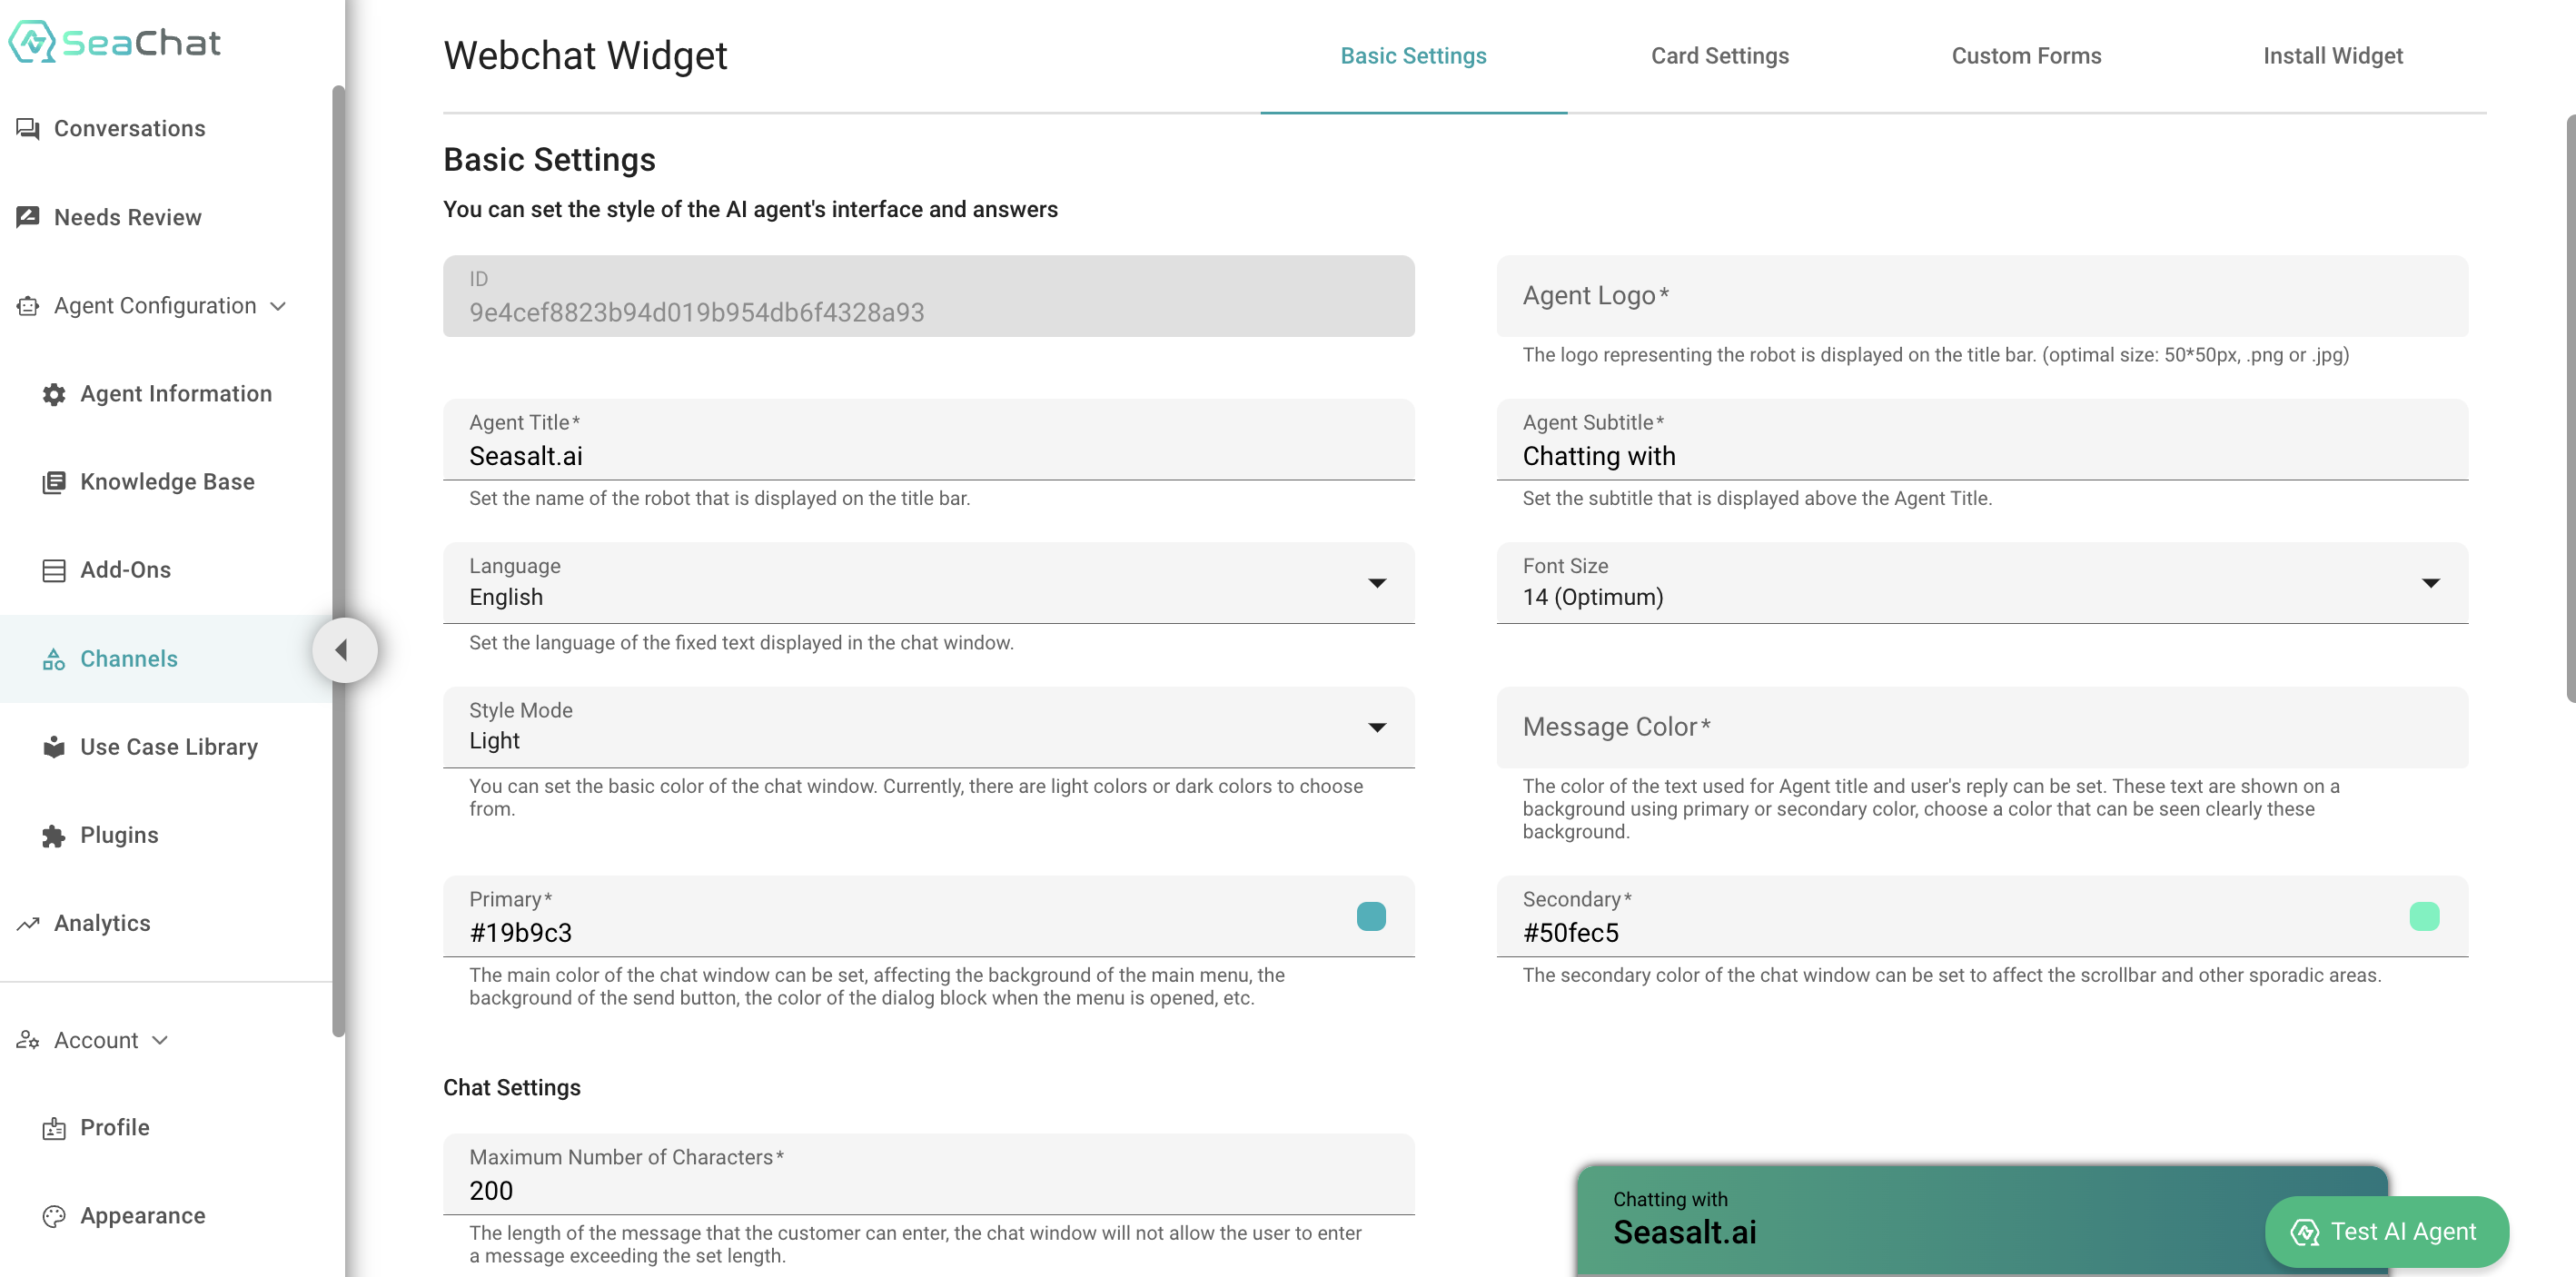 SeaChat
Conversations
Needs Review
Agent Configuration
Agent Information
Knowledge Base
Add-Ons
Channels
Use Case Library
Plugins
Analytics
Account
Profile
Appearance
Webchat Widget
Basic Settings
Card Settings
Custom Forms
Install Widget
Basic Settings
You can set the style of the AI agent's interface and answers
ID
9e4cef8823b94d019b954db6f4328a93
Agent Logo*
The logo representing the robot is displayed on the title bar. (optimal size: 50*50px, .png or .jpg)
Agent Title*
Seasalt.ai
Set the name of the robot that is displayed on the title bar.
Agent Subtitle*
Chatting with
Set the subtitle that is displayed above the Agent Title.
Language
English
Set the language of the fixed text displayed in the chat window.
Font Size
14 (Optimum)
Style Mode
Light
You can set the basic color of the chat window. Currently, there are light colors or dark colors to choose
from.
Message Color*
The color of the text used for Agent title and user's reply can be set. These text are shown on a
background using primary or secondary color, choose a color that can be seen clearly these
background.
Primary*
#19b9c3
The main color of the chat window can be set, affecting the background of the main menu, the
background of the send button, the color of the dialog block when the menu is opened, etc.
Secondary*
#50fec5
The secondary color of the chat window can be set to affect the scrollbar and other sporadic areas.
Chat Settings
Maximum Number of Characters*
200
The length of the message that the customer can enter, the chat window will not allow the user to enter
a message exceeding the set length.
Chatting with
Seasalt.ai
Test AI Agent